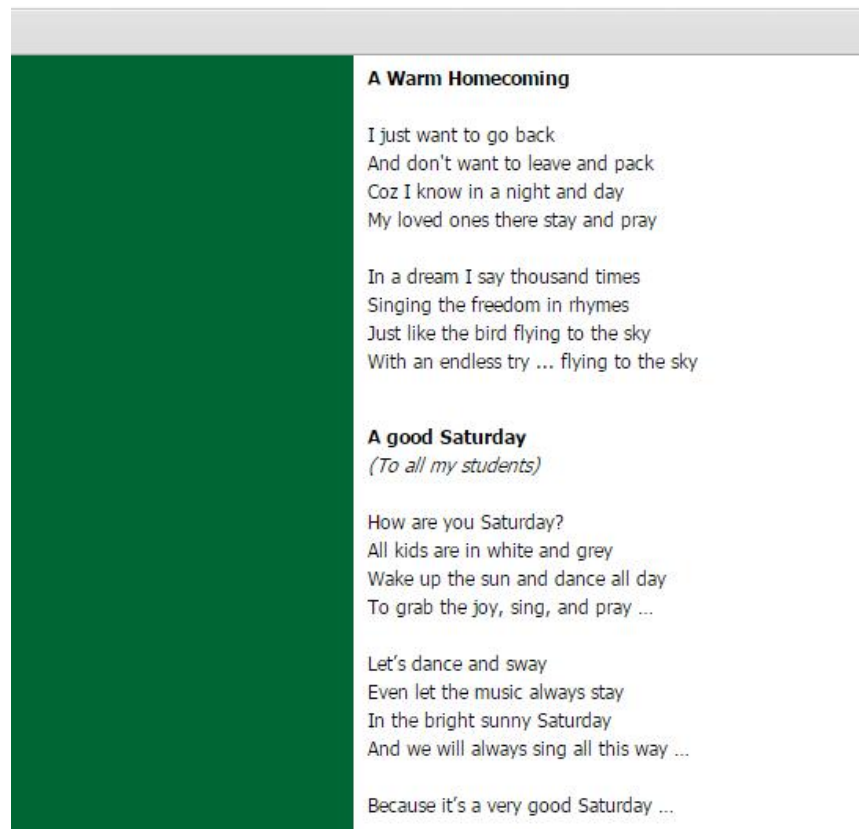 A Warm Homecoming
I just want to go back
And don't want to leave and pack
Coz I know in a night and day
My loved ones there stay and pray
In a dream I say thousand times
Singing the freedom in rhymes
Just like the bird flying to the sky
With an endless try ... flying to the sky
A good Saturday
(To all my students)
How are you Saturday?
All kids are in white and grey
Wake up the sun and dance all day
To grab the joy, sing, and pray ...
Let's dance and sway
Even let the music always stay
In the bright sunny Saturday
And we will always sing all this way ...
Because it's a very good Saturday ...